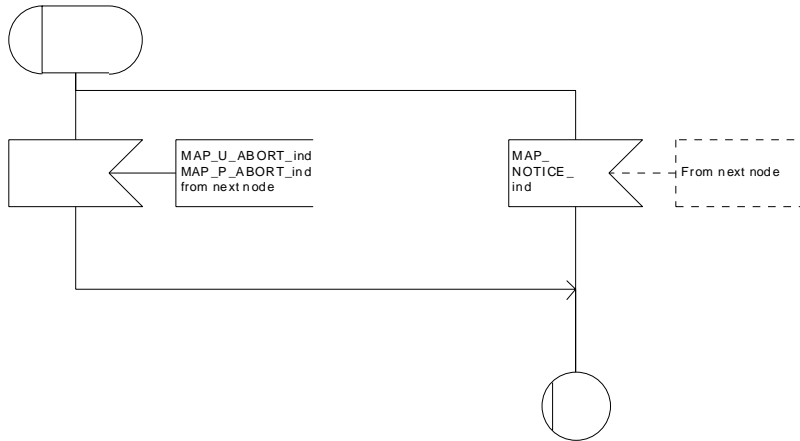 MAP_U_ABORT_ind
MAP_P_ABORT_ind
from next node
MAP_
NOTICE_
ind
From next node